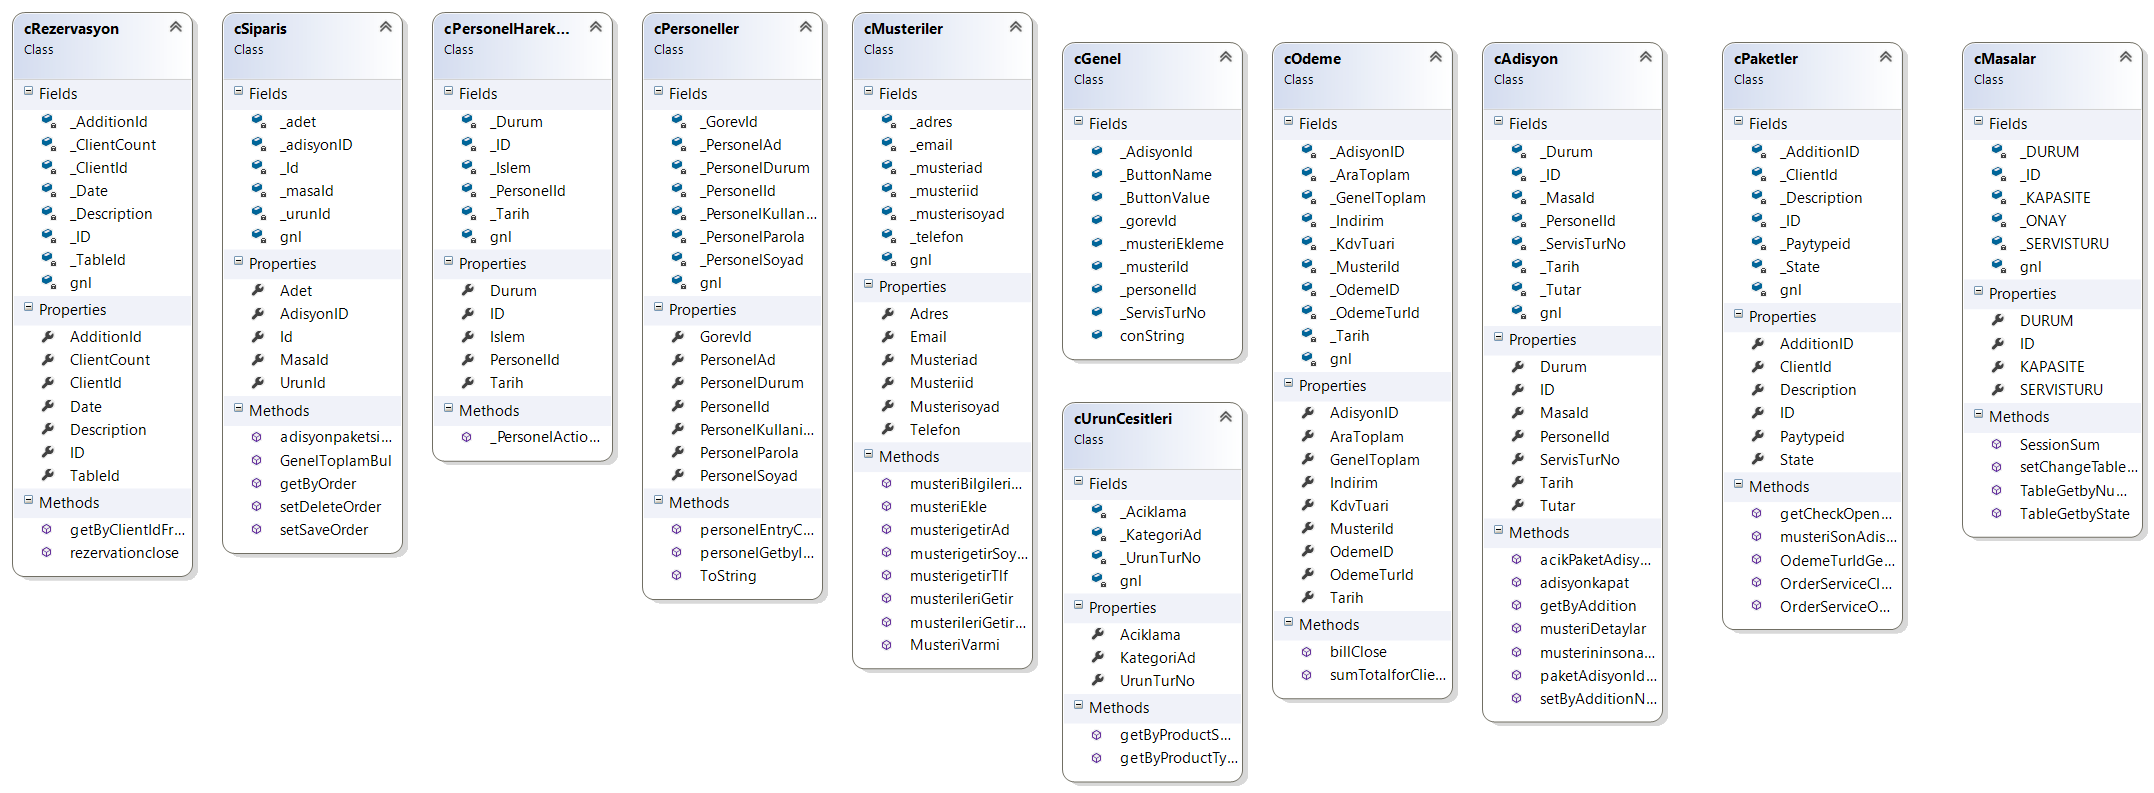 cRezervasyon
Class
Fields
_AdditionId
_ClientCount
_ClientId
_Date
_Description
_ID
_TableId
gnl
Properties
AdditionId
ClientCount
ClientId
Date
Description
ID
TableId
Methods
getByClientIdFr...
rezervationclose
cSiparis
Class
Fields
_adet
_adisyonID
_Id
_masaId
_urunId
gnl
Properties
Adet
AdisyonID
Id
MasaId
UrunId
Methods
adisyonpaketsi...
GenelToplamBul
getByOrder
setDeleteOrder
setSaveOrder
cPersonelHarek...
Class
Fields
_Durum
_ID
_Islem
_PersonelId
_Tarih
gnl
Properties
Durum
ID
Islem
PersonelId
Tarih
Methods
_PersonelActio...
cPersoneller
Class
Fields
_GorevId
_PersonelAd
_PersonelDurum
_PersonelId
_PersonelKullan...
_PersonelParola
_PersonelSoyad
gnl
Properties
GorevId
PersonelAd
PersonelDurum
PersonelId
PersonelKullani...
PersonelParola
PersonelSoyad
Methods
personelEntryC...
personelGetbyI...
ToString
cMusteriler
Class
Fields
_adres
_email
_musteriad
_musteriid
_musterisoyad
_telefon
gnl
Properties
Adres
Email
Musteriad
Musteriid
Musterisoyad
Telefon
Methods
musteriBilgileri...
musteriEkle
musterigetirAd
musterigetirSoy...
musterigetirTlf
musterileriGetir
musterileriGetir...
MusteriVarmi
cGenel
Class
Fields
_AdisyonId
_ButtonName
_ButtonValue
_gorevId
_musteriEkleme
_musteriId
_personelId
_ServisTurNo
conString
cUrunCesitleri
Class
Fields
_Aciklama
_KategoriAd
_UrunTurNo
gnl
Properties
Aciklama
KategoriAd
UrunTurNo
Methods
getByProductS...
getByProductTy...
cOdeme
Class
Fields
_AdisyonID
_AraToplam
_GenelToplam
_Indirim
_KdvTuari
_MusteriId
_OdemeID
_OdemeTurId
_Tarih
gnl
Properties
AdisyonID
AraToplam
GenelToplam
Indirim
KdvTuari
MusteriId
OdemeID
OdemeTurId
Tarih
Methods
billClose
sumTotalforClie...
cAdisyon
Class
Fields
_Durum
_ID
_MasaId
_PersonelId
_ServisTurNo
_Tarih
_Tutar
gnl
Properties
Durum
ID
MasaId
PersonelId
ServisTurNo
Tarih
Tutar
Methods
acikPaketAdisy...
adisyonkapat
getByAddition
musteriDetaylar
musterininsona...
paketAdisyonId...
setByAdditionN...
cPaketler
Class
Fields
_AdditionID
_ClientId
_Description
_ID
_Paytypeid
_State
gnl
Properties
AdditionID
ClientId
Description
ID
Paytypeid
State
Methods
getCheckOpen...
musteriSonAdis...
OdemeTurIdGe...
OrderServiceCl...
OrderServiceO...
cMasalar
Class
Fields
_DURUM
_ID
_KAPASITE
_ONAY
_SERVISTURU
gnl
Properties
DURUM
ID
KAPASITE
SERVISTURU
Methods
SessionSum
setChangeTable...
TableGetbyNu...
TableGetbyState